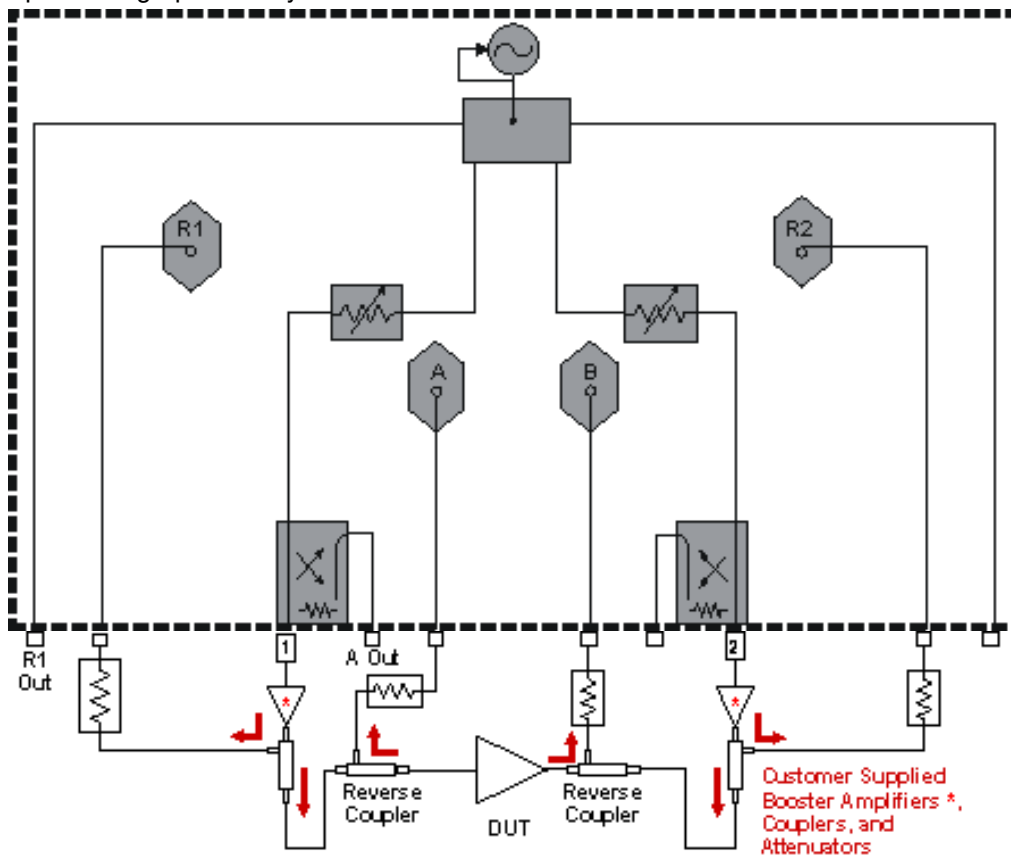 R1
R2
A
B
1
2
R1
Out
A Out
*
*
Reverse
Coupler
DUT
Reverse
Coupler
Customer Supplied
Booster Amplifiers *,
Couplers, and
Attenuators